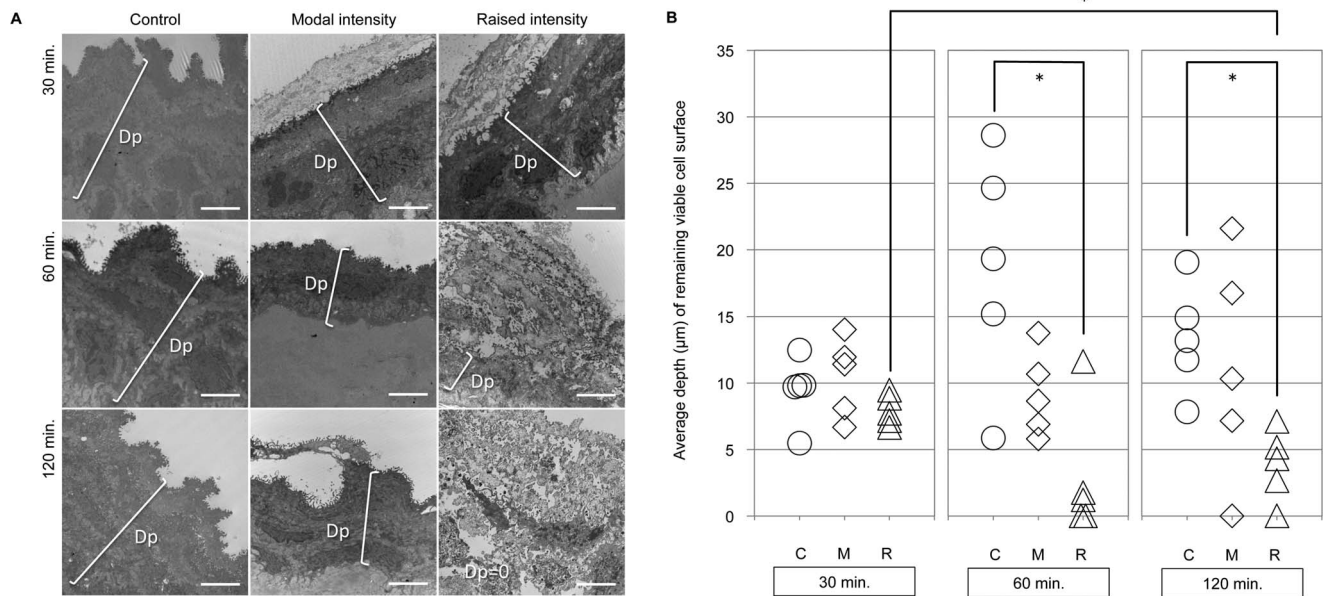 A
Control Modal intensity Raised intensity
30 min.
Dp Dp Dp
60 min.
Dp Dp Dp
120 min.
Dp Dp Dp=0
B
Average depth (μm) of remaining viable cell surface
35
30
25
20
15
10
5
0
* *
C M R C M R C M R
30 min. 60 min. 120 min.